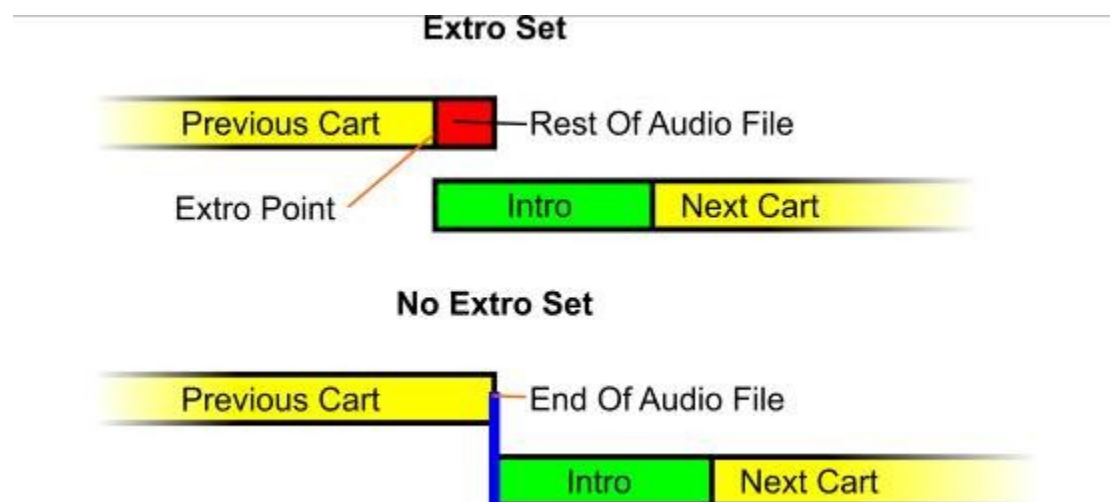 Extro Set
Previous Cart
Rest Of Audio File
Extro Point
Intro
Next Cart
No Extro Set
Previous Cart
End Of Audio File
Intro
Next Cart